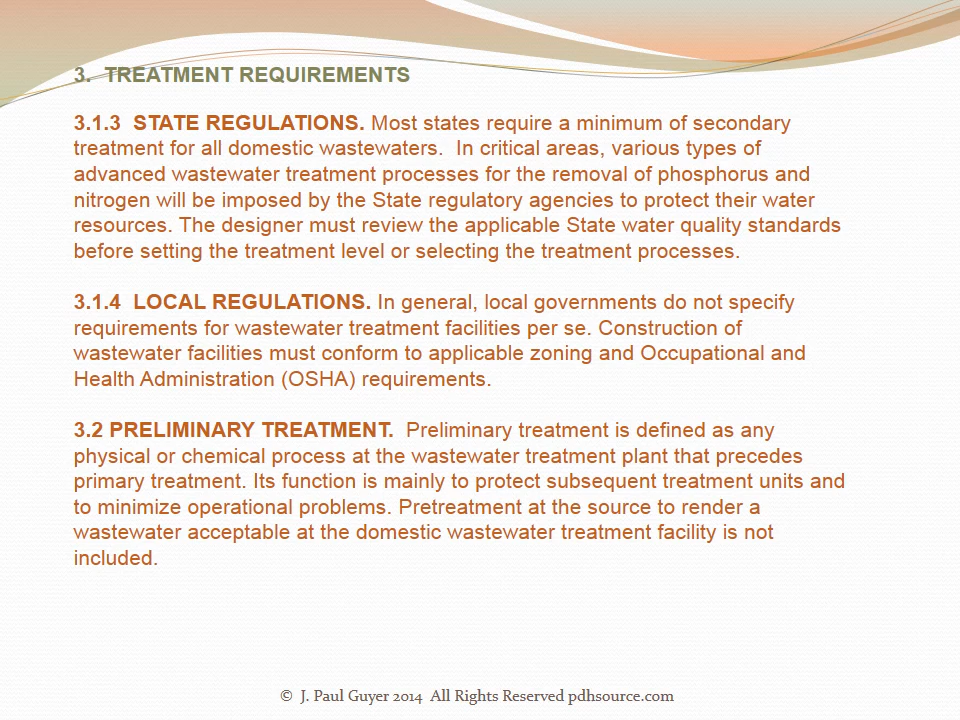 3.  TREATMENT REQUIREMENTS
3.1.3  STATE REGULATIONS. Most states require a minimum of secondary
treatment for all domestic wastewaters.  In critical areas, various types of
advanced wastewater treatment processes for the removal of phosphorus and
nitrogen will be imposed by the State regulatory agencies to protect their water
resources. The designer must review the applicable State water quality standards
before setting the treatment level or selecting the treatment processes.
3.1.4  LOCAL REGULATIONS. In general, local governments do not specify
requirements for wastewater treatment facilities per se. Construction of
wastewater facilities must conform to applicable zoning and Occupational and
Health Administration (OSHA) requirements.
3.2 PRELIMINARY TREATMENT.  Preliminary treatment is defined as any
physical or chemical process at the wastewater treatment plant that precedes
primary treatment. Its function is mainly to protect subsequent treatment units and
to minimize operational problems. Pretreatment at the source to render a
wastewater acceptable at the domestic wastewater treatment facility is not
included.
©  J. Paul Guyer 2014  All Rights Reserved pdhsource.com